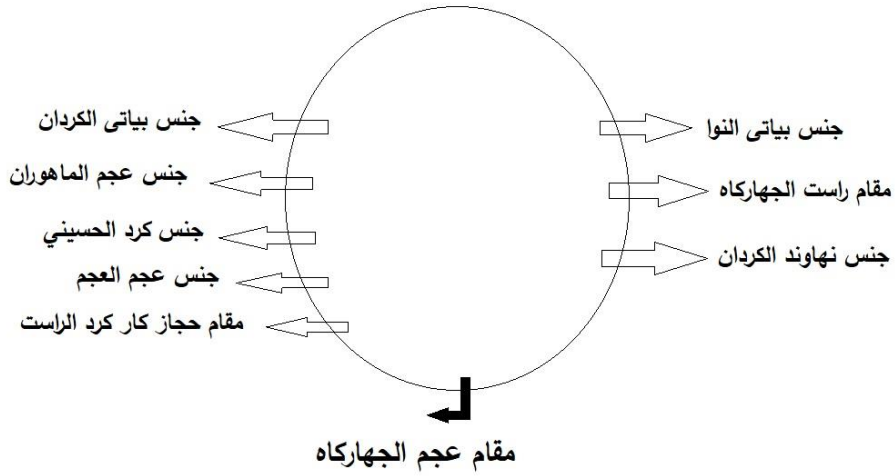 جنس بياتى النوا
مقام راست الجهاركاه
جنس نهاوند الكردان
جنس بياتى الكردان
جنس عجم الماهوران
جنس كرد الحسيني
جنس عجم العجم
مقام حجاز كار كرد الراست
مقام عجم الجهاركاه